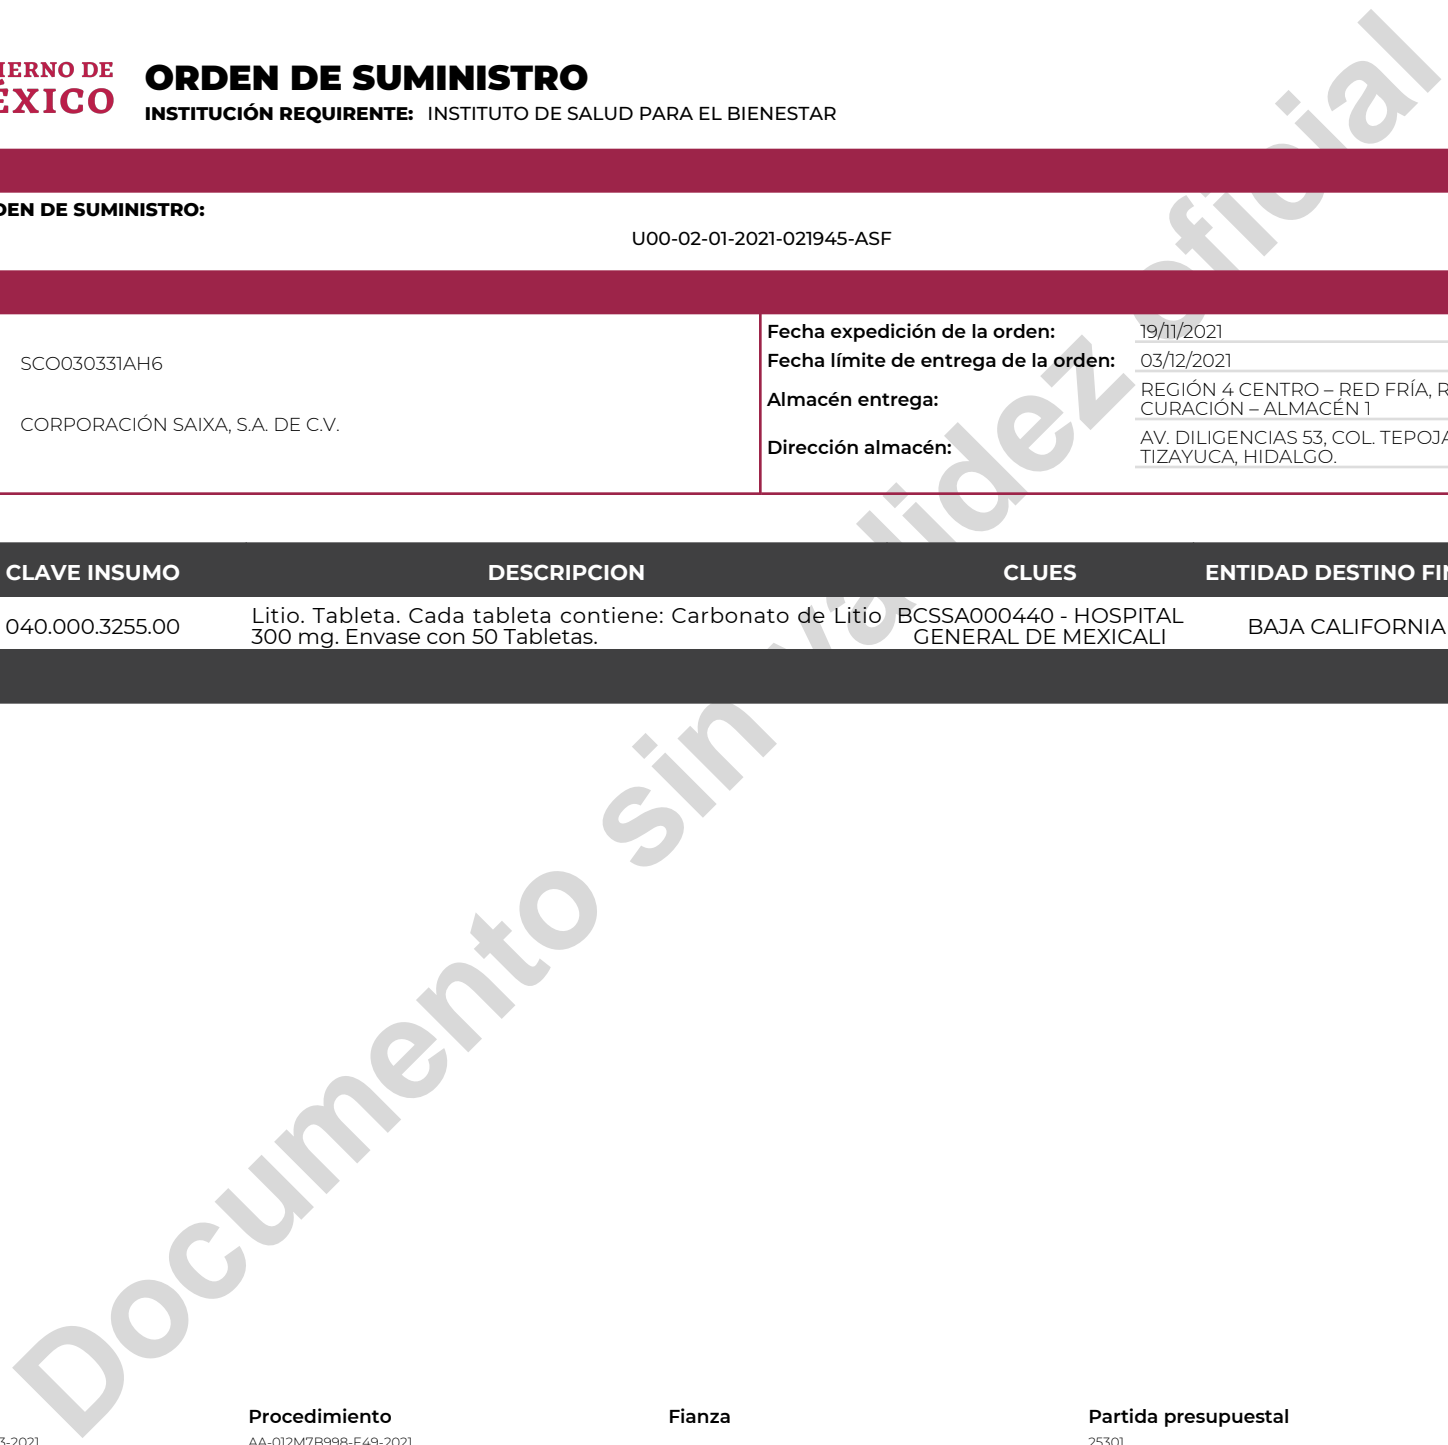 IERNO DE
ÉXICO
ORDEN DE SUMINISTRO
INSTITUCIÓN REQUIRENTE: INSTITUTO DE SALUD PARA EL BIENESTAR
DEN DE SUMINISTRO:
U00-02-01-2021-021945-ASF
SCO030331AH6
CORPORACIÓN SAIXA, S.A. DE C.V.
Fecha expedición de la orden: 19/11/2021
Fecha límite de entrega de la orden: 03/12/2021
Almacén entrega: REGIÓN 4 CENTRO – RED FRÍA, R
CURACIÓN – ALMACÉN 1
Dirección almacén: AV. DILIGENCIAS 53, COL. TEPOJA
TIZAYUCA, HIDALGO.
CLAVE INSUMO DESCRIPCION CLUES ENTIDAD DESTINO FIN
040.000.3255.00 Litio. Tableta. Cada tableta contiene: Carbonato de Litio BCSSA000440 - HOSPITAL BAJA CALIFORNIA
300 mg. Envase con 50 Tabletas. GENERAL DE MEXICALI
Documento sin validez oficial
Procedimiento Fianza Partida presupuestal
3-2021 AA-012M7B998-E49-2021 25301